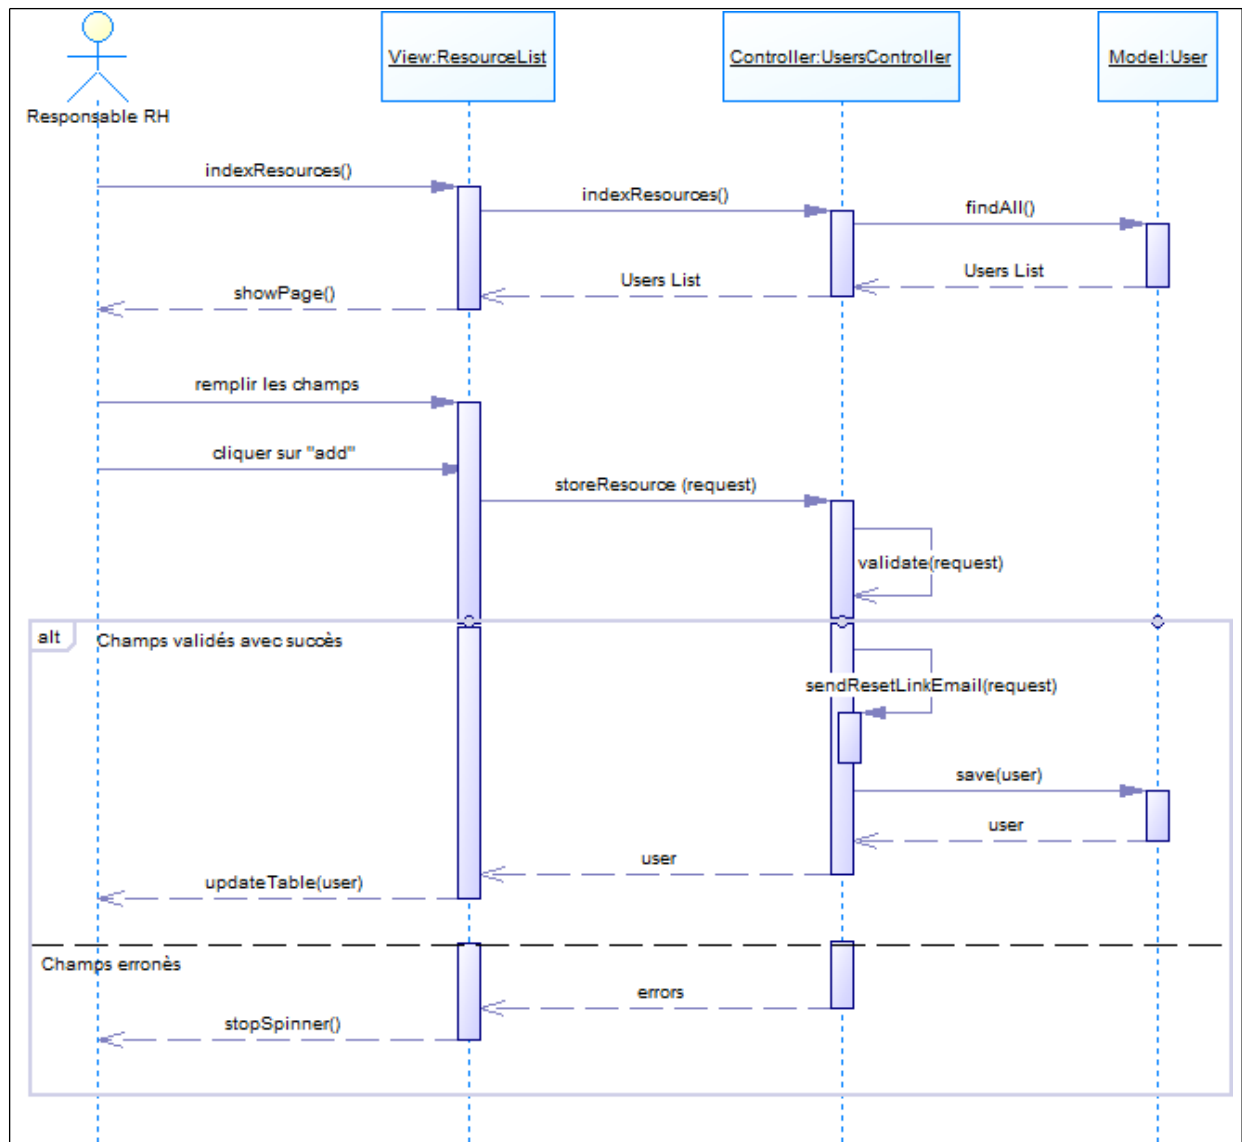 View:ResourceList
Controller:UsersController
Model:User
Responsable RH
indexResources()
indexResources()
findAll()
Users List
Users List
showPage()
remplir les champs
cliquer sur "add"
storeResource (request)
validate(request)
alt
Champs validés avec succès
sendResetLinkEmail(request)
save(user)
user
user
updateTable(user)
Champs erronès
errors
stopSpinner()